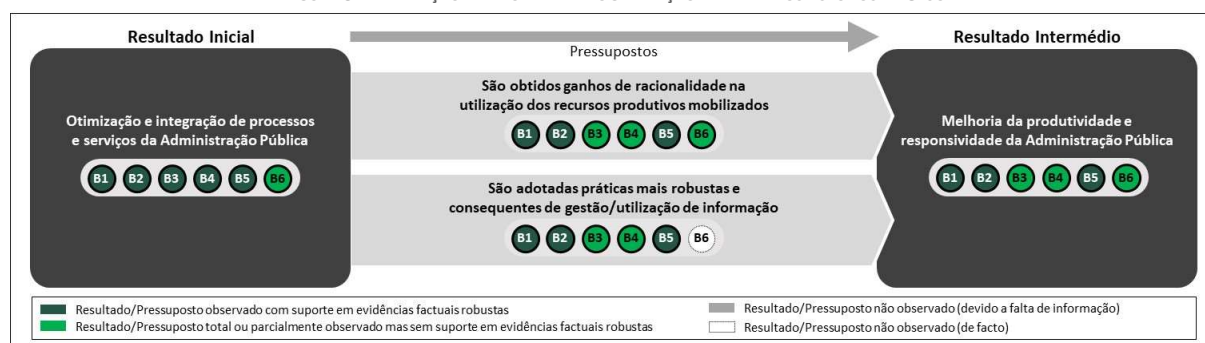 Resultado Inicial
Pressupostos
Resultado Intermédio
Otimização e integração de processos
e serviços da Administração Pública
B1 B2 B3 B4 B5 B6
São obtidos ganhos de racionalidade na
utilização dos recursos produtivos mobilizados
B1 B2 B3 B4 B5 B6
São adotadas práticas mais robustas e
consequentes de gestão/utilização de informação
B1 B2 B3 B4 B5 B6
Melhoria da produtividade e
responsividade da Administração Pública
B1 B2 B3 B4 B5 B6
Resultado/Pressuposto observado com suporte em evidências factuais robustas
Resultado/Pressuposto total ou parcialmente observado mas sem suporte em evidências factuais robustas
Resultado/Pressuposto não observado (devido a falta de informação)
Resultado/Pressuposto não observado (de facto)